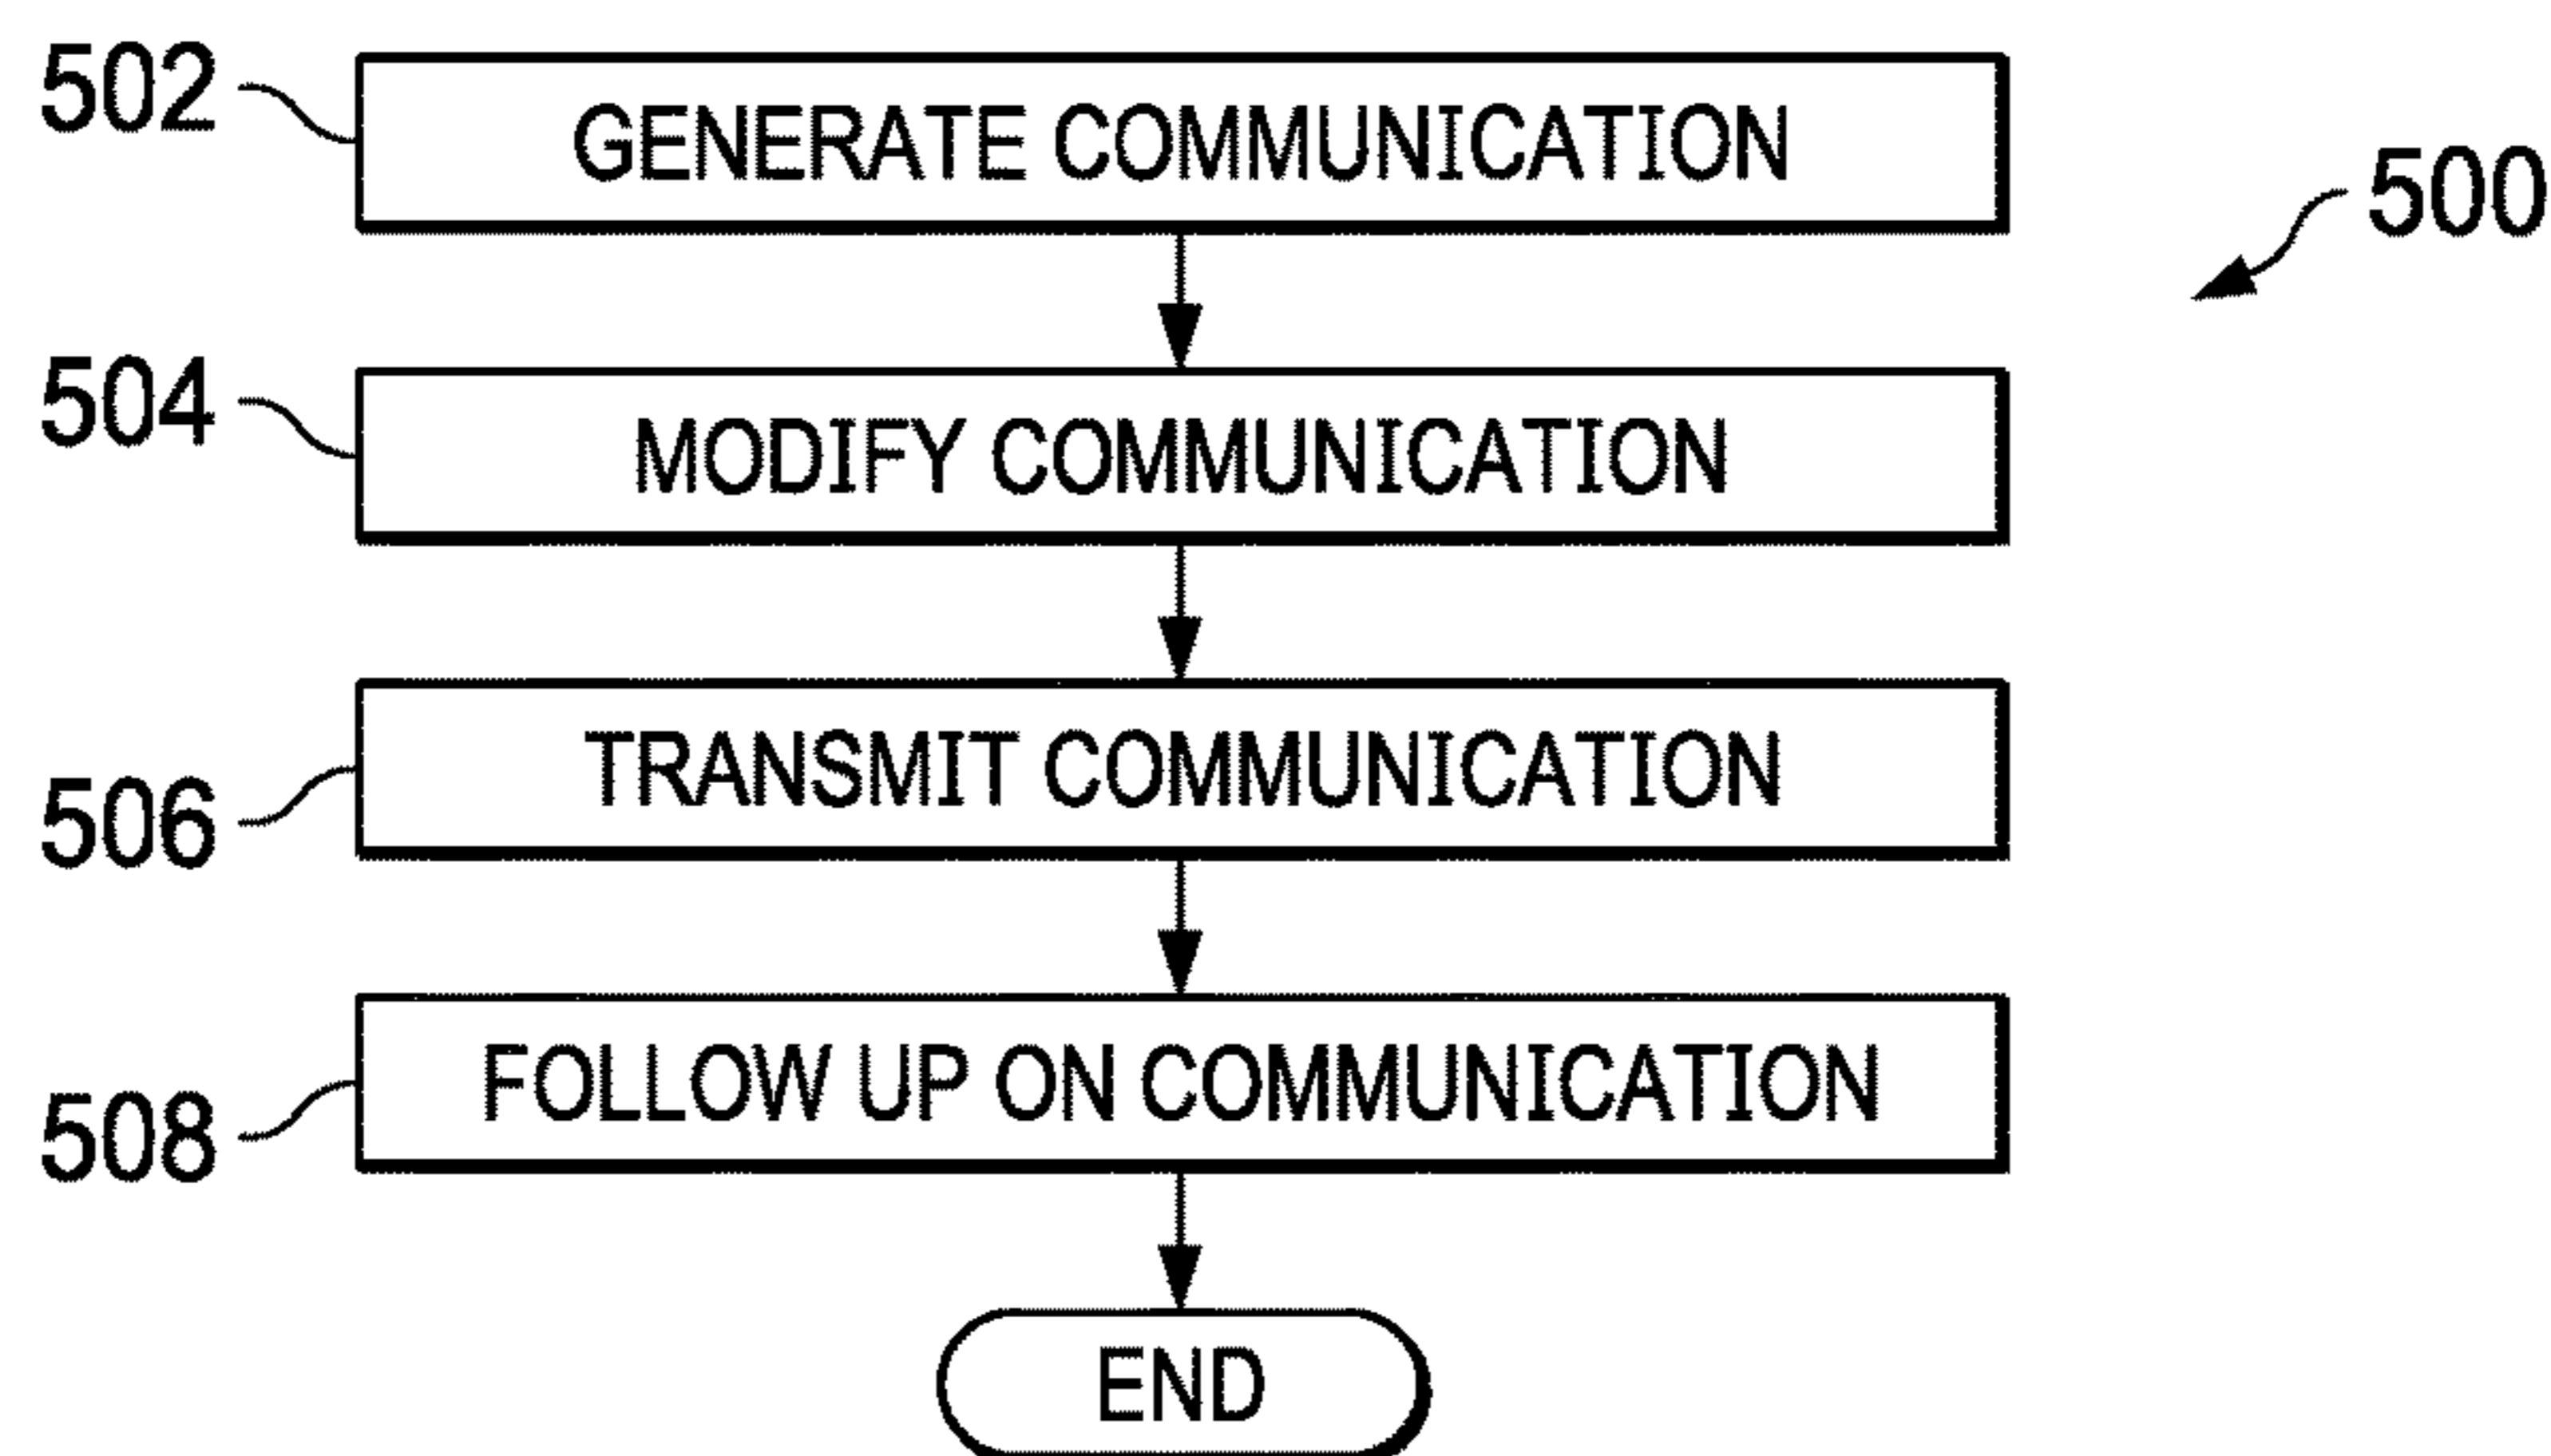 502
GENERATE COMMUNICATION
500
504
MODIFY COMMUNICATION
506
TRANSMIT COMMUNICATION
508
FOLLOW UP ON COMMUNICATION
END